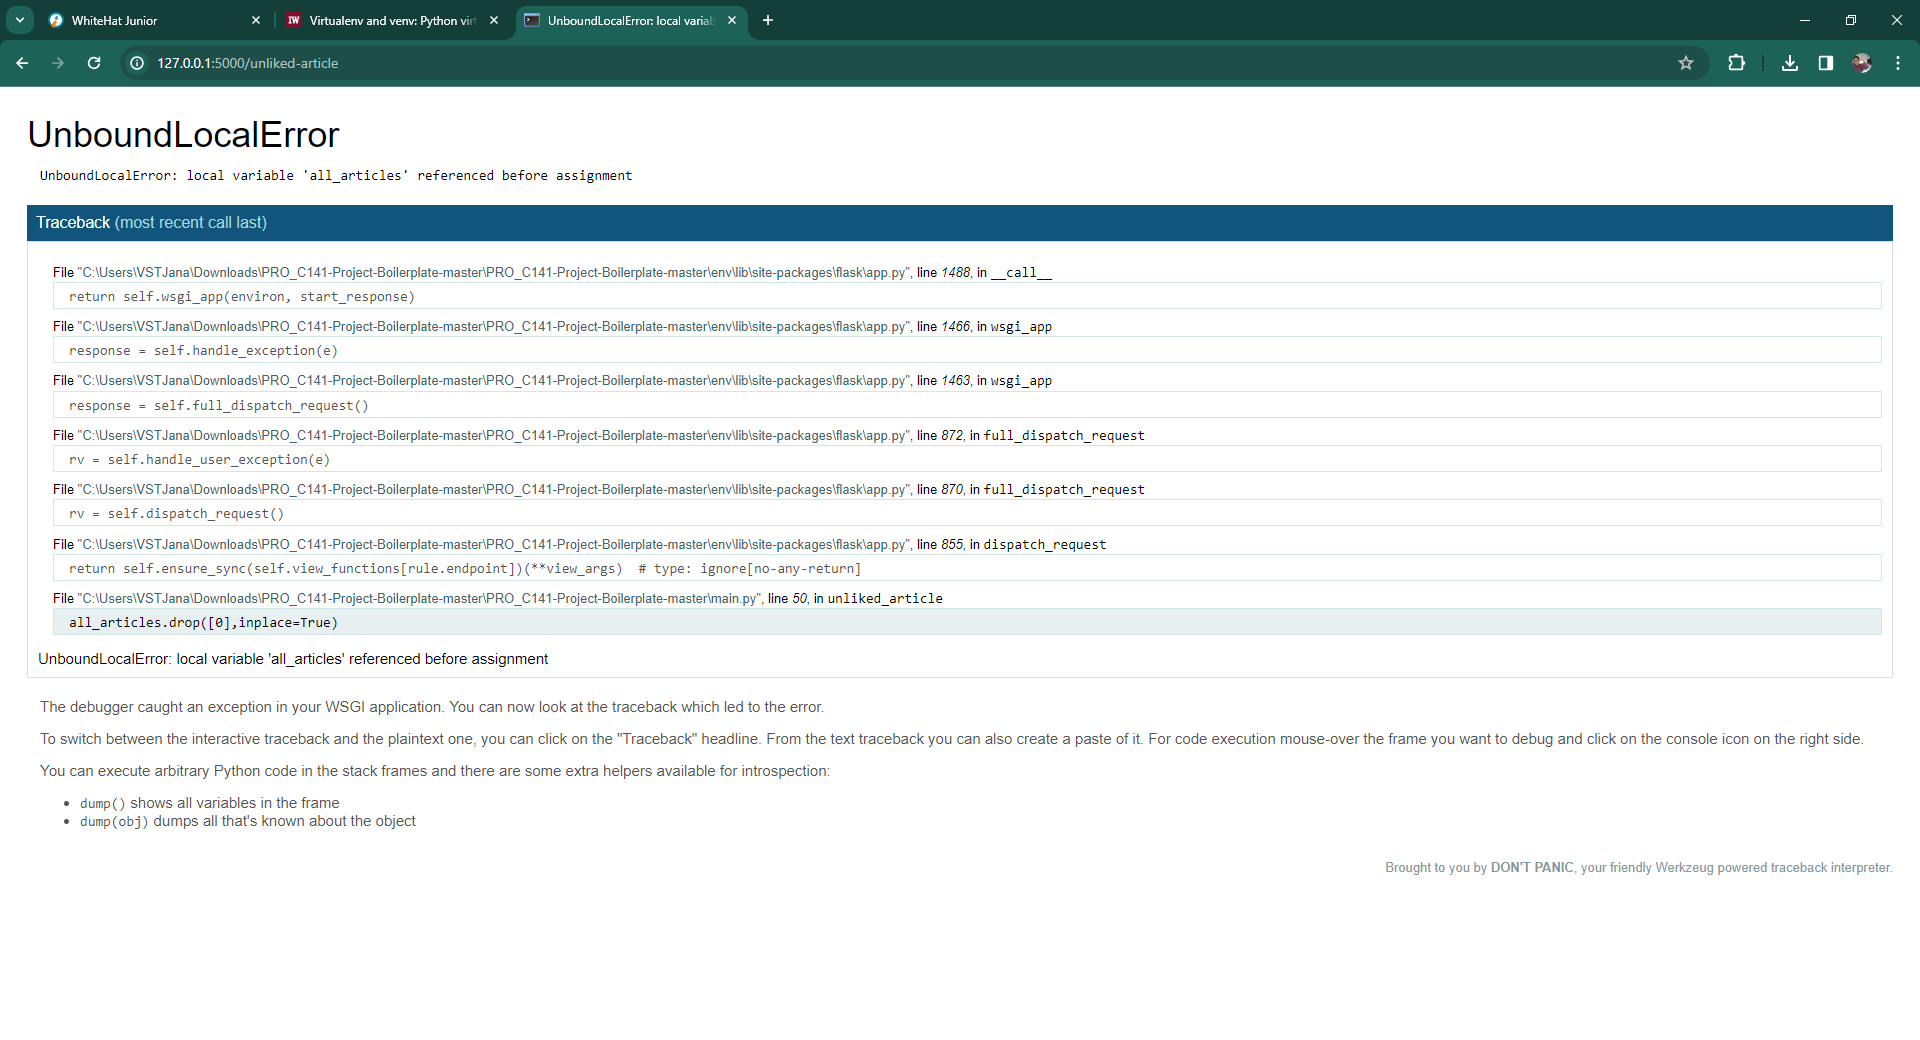 WhiteHat Junior
Virtualenv and venv: Python vir
UnboundLocalError: local variab
127.0.0.1:5000/unliked-article
UnboundLocalError
UnboundLocalError: local variable 'all_articles' referenced before assignment
Traceback (most recent call last)
File "C:\Users\VSTJana\Downloads\PRO_C141-Project-Boilerplate-master\PRO_C141-Project-Boilerplate-master\env\lib\site-packages\flask\app.py", line 1488, in __call__
return self.wsgi_app(environ, start_response)
File "C:\Users\VSTJana\Downloads\PRO_C141-Project-Boilerplate-master\PRO_C141-Project-Boilerplate-master\env\lib\site-packages\flask\app.py", line 1466, in wsgi_app
response = self.handle_exception(e)
File "C:\Users\VSTJana\Downloads\PRO_C141-Project-Boilerplate-master\PRO_C141-Project-Boilerplate-master\env\lib\site-packages\flask\app.py", line 1463, in wsgi_app
response = self.full_dispatch_request()
File "C:\Users\VSTJana\Downloads\PRO_C141-Project-Boilerplate-master\PRO_C141-Project-Boilerplate-master\env\lib\site-packages\flask\app.py", line 872, in full_dispatch_request
rv = self.handle_user_exception(e)
File "C:\Users\VSTJana\Downloads\PRO_C141-Project-Boilerplate-master\PRO_C141-Project-Boilerplate-master\env\lib\site-packages\flask\app.py", line 870, in full_dispatch_request
rv = self.dispatch_request()
File "C:\Users\VSTJana\Downloads\PRO_C141-Project-Boilerplate-master\PRO_C141-Project-Boilerplate-master\env\lib\site-packages\flask\app.py", line 855, in dispatch_request
return self.ensure_sync(self.view_functions[rule.endpoint])(**view_args)  # type: ignore[no-any-return]
File "C:\Users\VSTJana\Downloads\PRO_C141-Project-Boilerplate-master\PRO_C141-Project-Boilerplate-master\main.py", line 50, in unliked_article
all_articles.drop([0],inplace=True)
UnboundLocalError: local variable 'all_articles' referenced before assignment
The debugger caught an exception in your WSGI application. You can now look at the traceback which led to the error.
To switch between the interactive traceback and the plaintext one, you can click on the "Traceback" headline. From the text traceback you can also create a paste of it. For code execution mouse-over the frame you want to debug and click on the console icon on the right side.
You can execute arbitrary Python code in the stack frames and there are some extra helpers available for introspection:
• dump() shows all variables in the frame
• dump(obj) dumps all that's known about the object
Brought to you by DON'T PANIC, your friendly Werkzeug powered traceback interpreter.